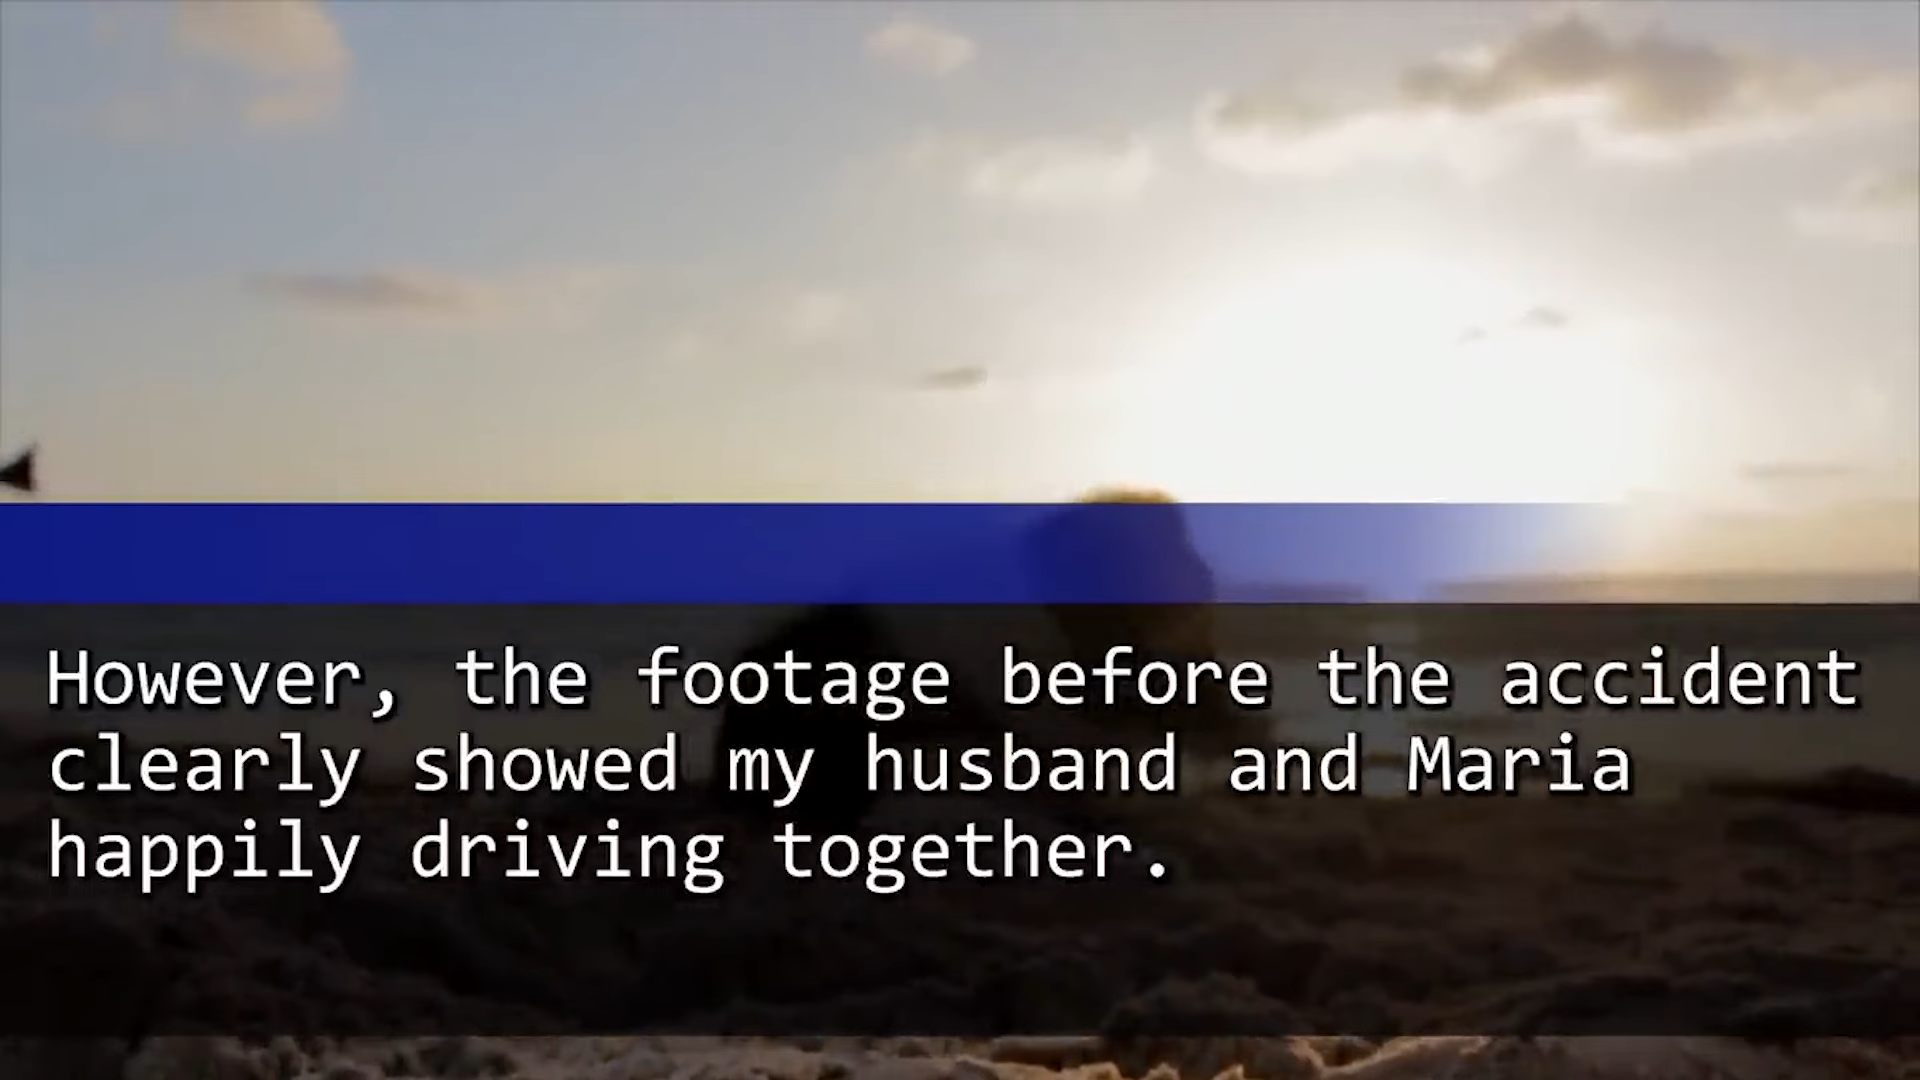 However, the footage before the accident
clearly showed my husband and Maria
happily driving together.